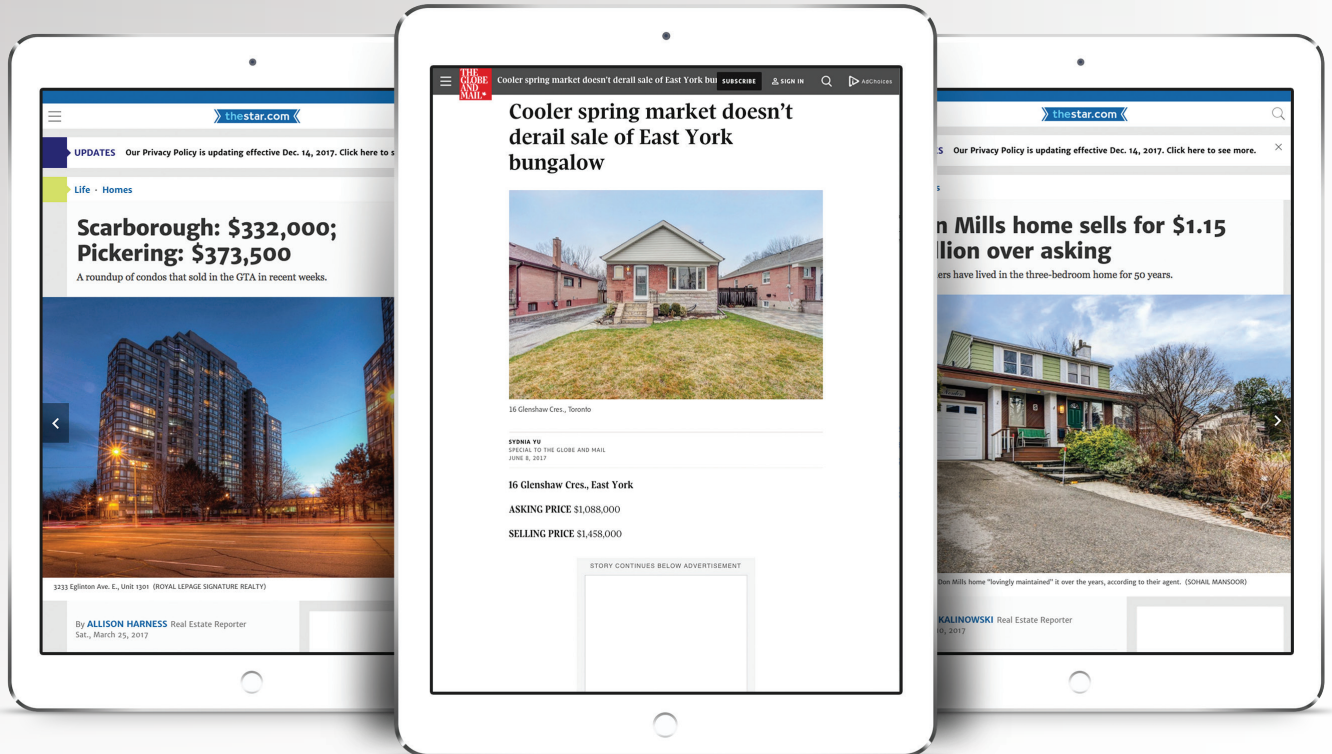 thestar.com
UPDATES Our Privacy Policy is updating effective Dec. 14, 2017. Click here to s
Life · Homes
Scarborough: $332,000;
Pickering: $373,500
A roundup of condos that sold in the GTA in recent weeks.
3233 Eglinton Ave. E., Unit 1301 (ROYAL LEPAGE SIGNATURE REALTY)
By ALLISON HARNESS Real Estate Reporter
Sat., March 25, 2017
THE
GLOBE
AND
MAIL*
Cooler spring market doesn't derail sale of East York bu SUBSCRIBE SIGN IN AdChoices
Cooler spring market doesn't
derail sale of East York
bungalow
16 Glenshaw Cres., Toronto
SYDNIA YU
SPECIAL TO THE GLOBE AND MAIL
JUNE 8, 2017
16 Glenshaw Cres., East York
ASKING PRICE $1,088,000
SELLING PRICE $1,458,000
STORY CONTINUES BELOW ADVERTISEMENT
thestar.com
S Our Privacy Policy is updating effective Dec. 14, 2017. Click here to see more.
s
n Mills home sells for $1.15
llion over asking
ers have lived in the three-bedroom home for 50 years.
Don Mills home "lovingly maintained" it over the years, according to their agent. (SOHAIL MANSOOR)
KALINOWSKI Real Estate Reporter
0, 2017